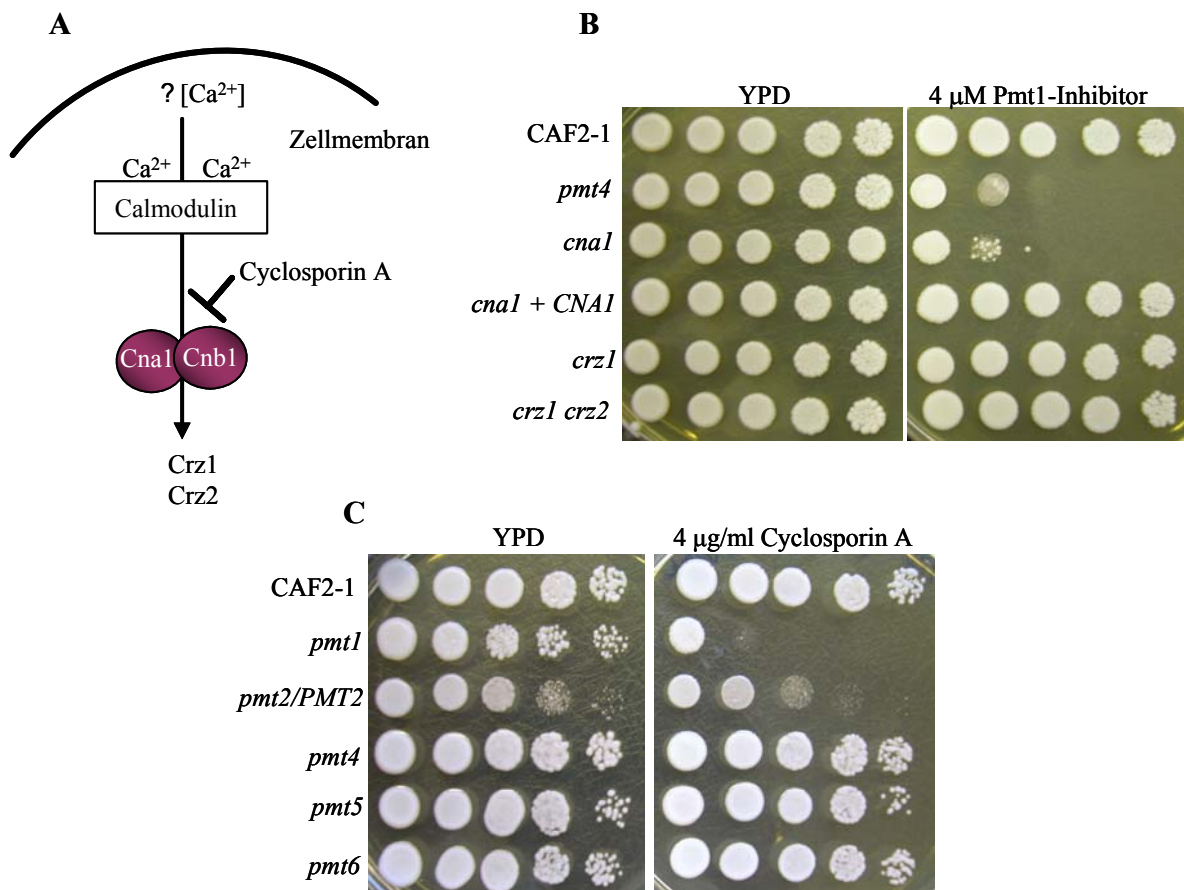 A
? [Ca²⁺]
Zellmembran
Ca²⁺ Ca²⁺
Calmodulin
Cyclosporin A
Cna1 Cnb1
Crz1
Crz2
B
YPD 4 µM Pmt1-Inhibitor
CAF2-1
pmt4
cna1
cna1 + CNA1
crz1
crz1 crz2
C
YPD 4 µg/ml Cyclosporin A
CAF2-1
pmt1
pmt2/PMT2
pmt4
pmt5
pmt6